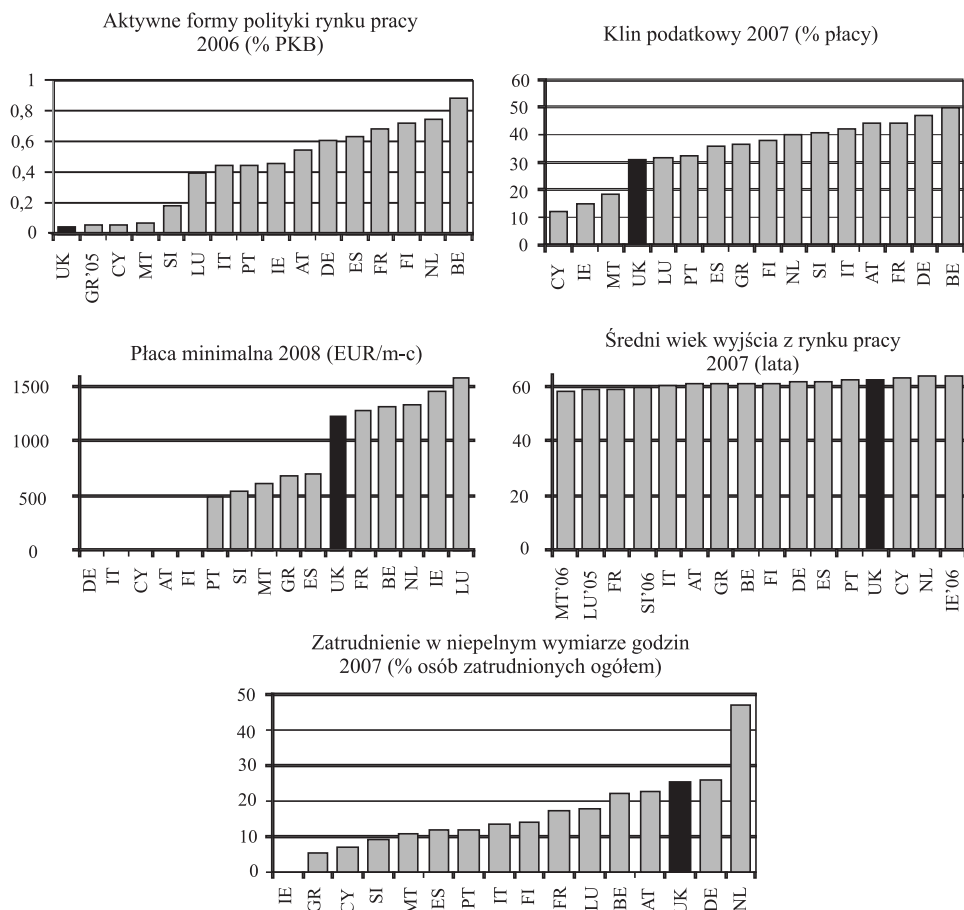 Aktywne formy polityki rynku pracy
2006 (% PKB)
1
0,8
0,6
0,4
0,2
0
UK GR’05 CY MT SI LU IT PT IE AT DE ES FR FI NL BE
Klin podatkowy 2007 (% płacy)
60
50
40
30
20
10
0
CY IE MT UK LU PT ES GR FI NL SI IT AT FR DE BE
Płaca minimalna 2008 (EUR/m-c)
1500
1000
500
0
DE IT CY AT FI PT SI MT GR ES UK FR BE NL IE LU
Średni wiek wyjścia z rynku pracy
2007 (lata)
60
40
20
0
MT’06 LU’05 FR SI’06 IT AT GR BE FI DE ES PT UK CY NL IE’06
Zatrudnienie w niepelnym wymiarze godzin
2007 (% osób zatrudnionych ogółem)
50
40
30
20
10
0
IE GR CY SI MT ES PT IT FI FR LU BE AT UK DE NL